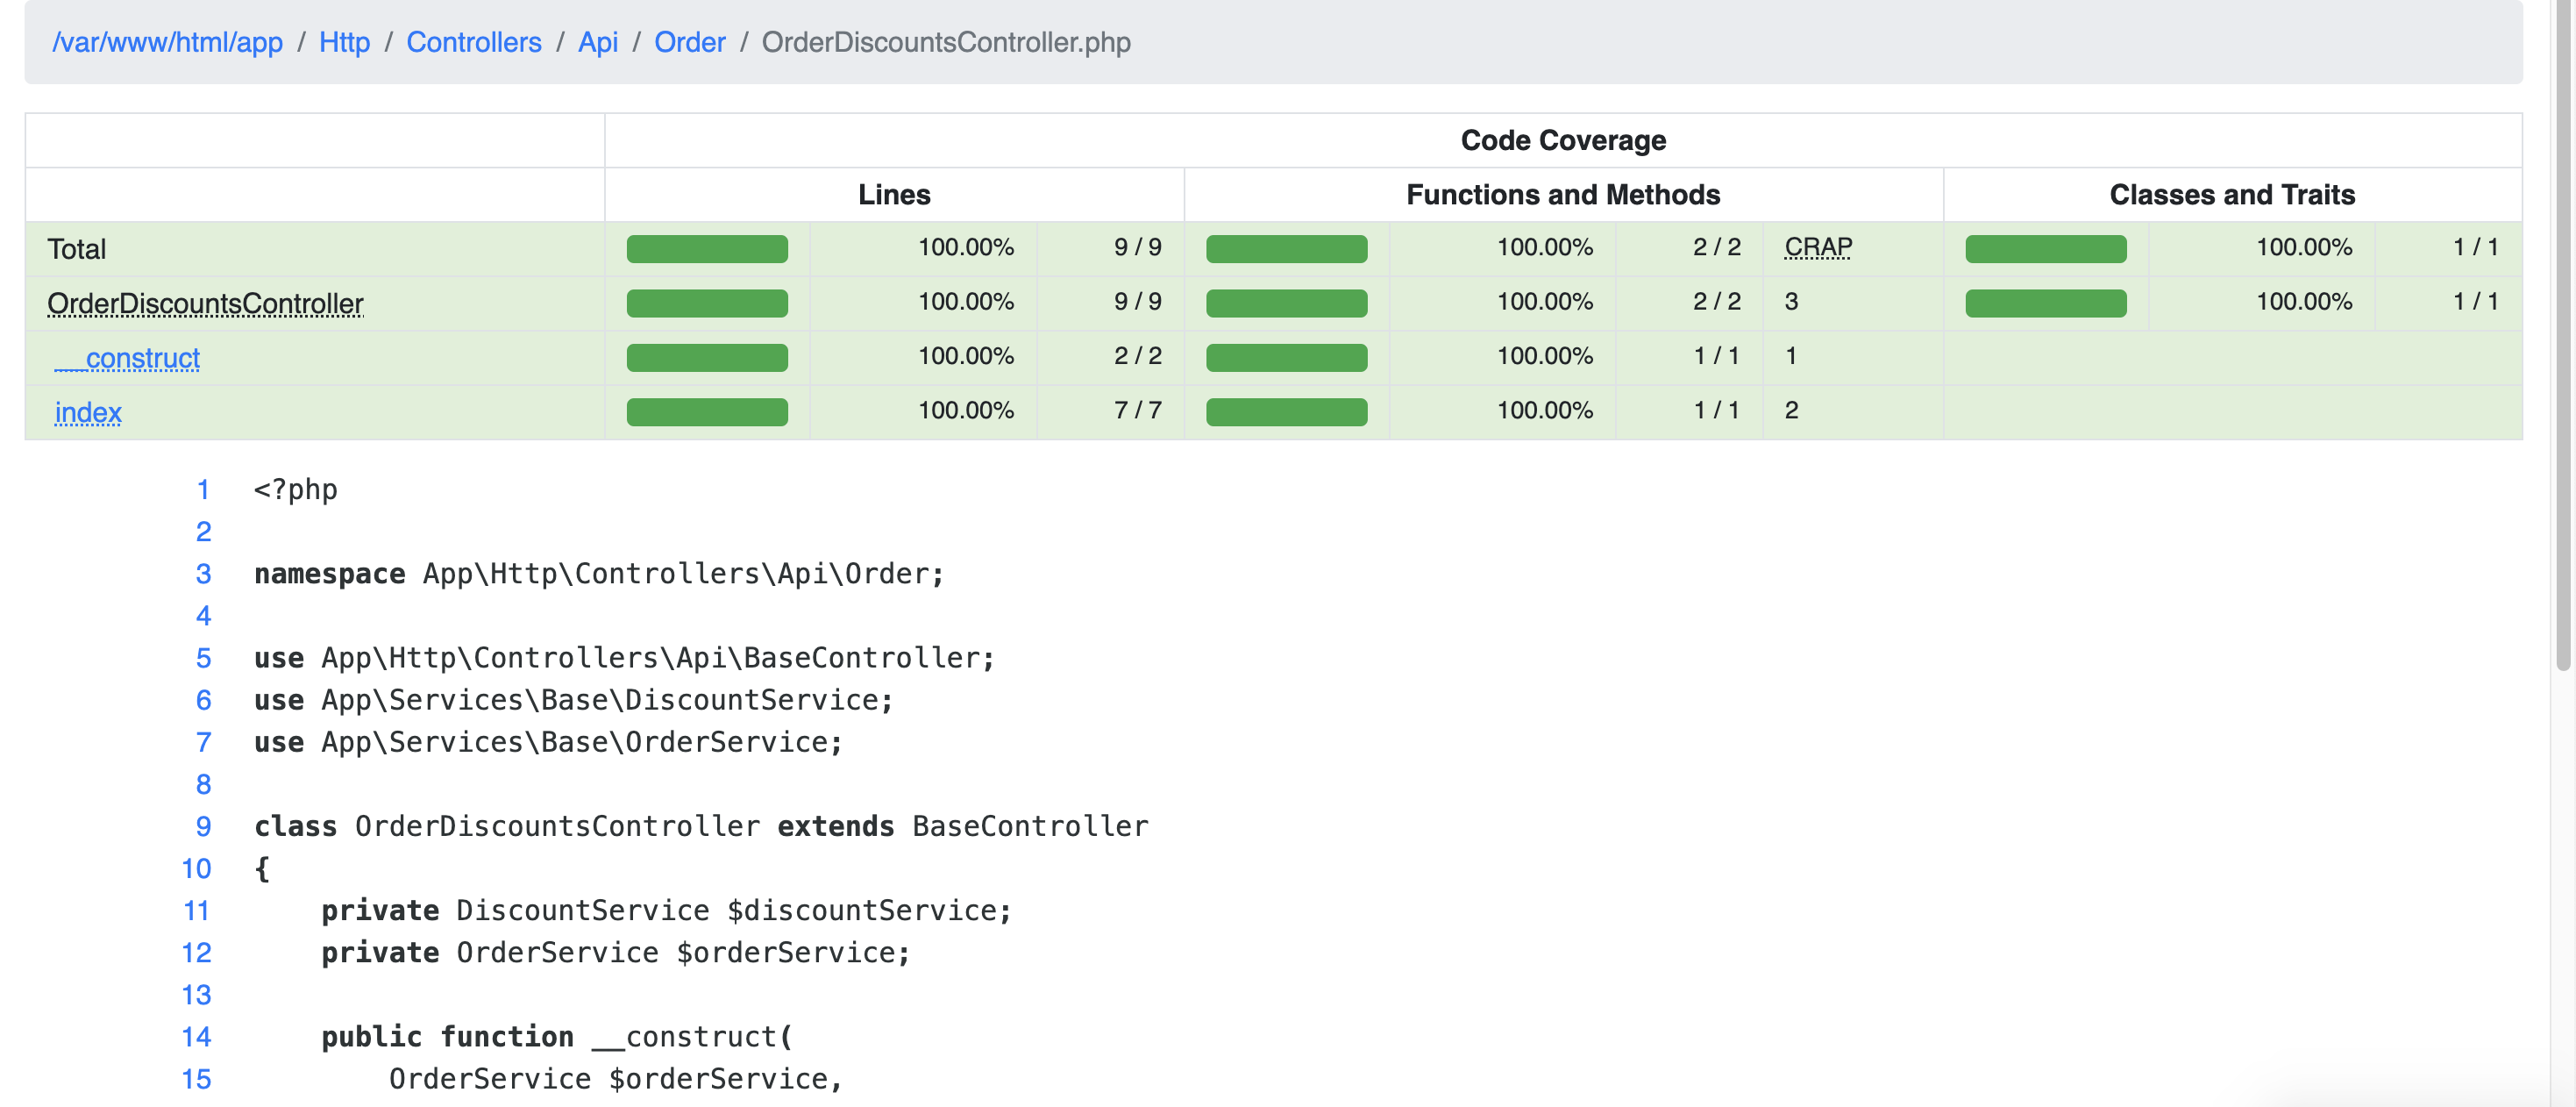 /var/www/html/app / Http / Controllers / Api / Order / OrderDiscountsController.php
Code Coverage
Lines Functions and Methods Classes and Traits
Total 100.00% 9 / 9 100.00% 2 / 2 CRAP 100.00% 1 / 1
OrderDiscountsController 100.00% 9 / 9 100.00% 2 / 2 3 100.00% 1 / 1
__construct 100.00% 2 / 2 100.00% 1 / 1 1
index 100.00% 7 / 7 100.00% 1 / 1 2
1 <?php
2
3 namespace App\Http\Controllers\Api\Order;
4
5 use App\Http\Controllers\Api\BaseController;
6 use App\Services\Base\DiscountService;
7 use App\Services\Base\OrderService;
8
9 class OrderDiscountsController extends BaseController
10 {
11     private DiscountService $discountService;
12     private OrderService $orderService;
13
14     public function __construct(
15         OrderService $orderService,